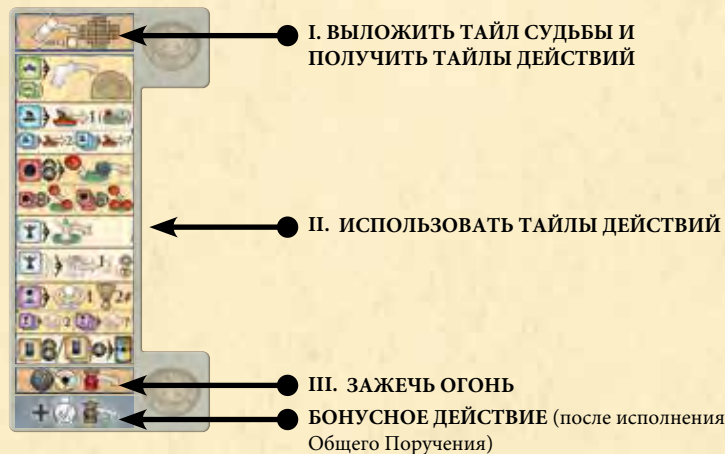 I. ВЫЛОЖИТЬ ТАЙЛ СУДЬБЫ И
ПОЛУЧИТЬ ТАЙЛЫ ДЕЙСТВИЙ
II. ИСПОЛЬЗОВАТЬ ТАЙЛЫ ДЕЙСТВИЙ
III. ЗАЖЕЧЬ ОГОНЬ
БОНУСНОЕ ДЕЙСТВИЕ (после исполнения
Общего Поручения)